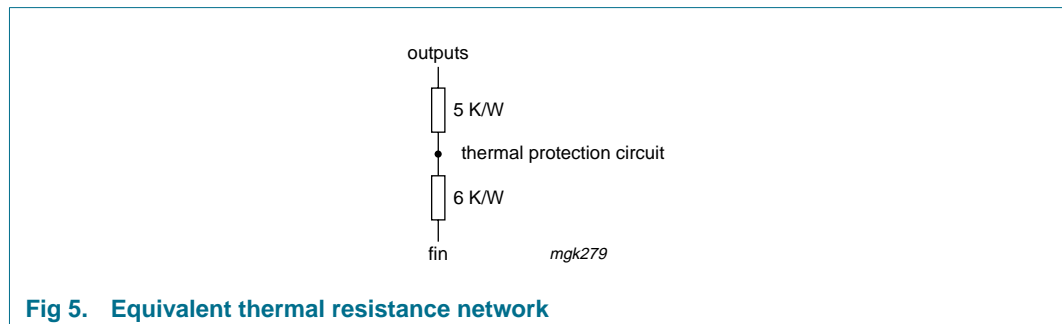 outputs
5 K/W
thermal protection circuit
6 K/W
fin
mgk279
Fig 5. Equivalent thermal resistance network